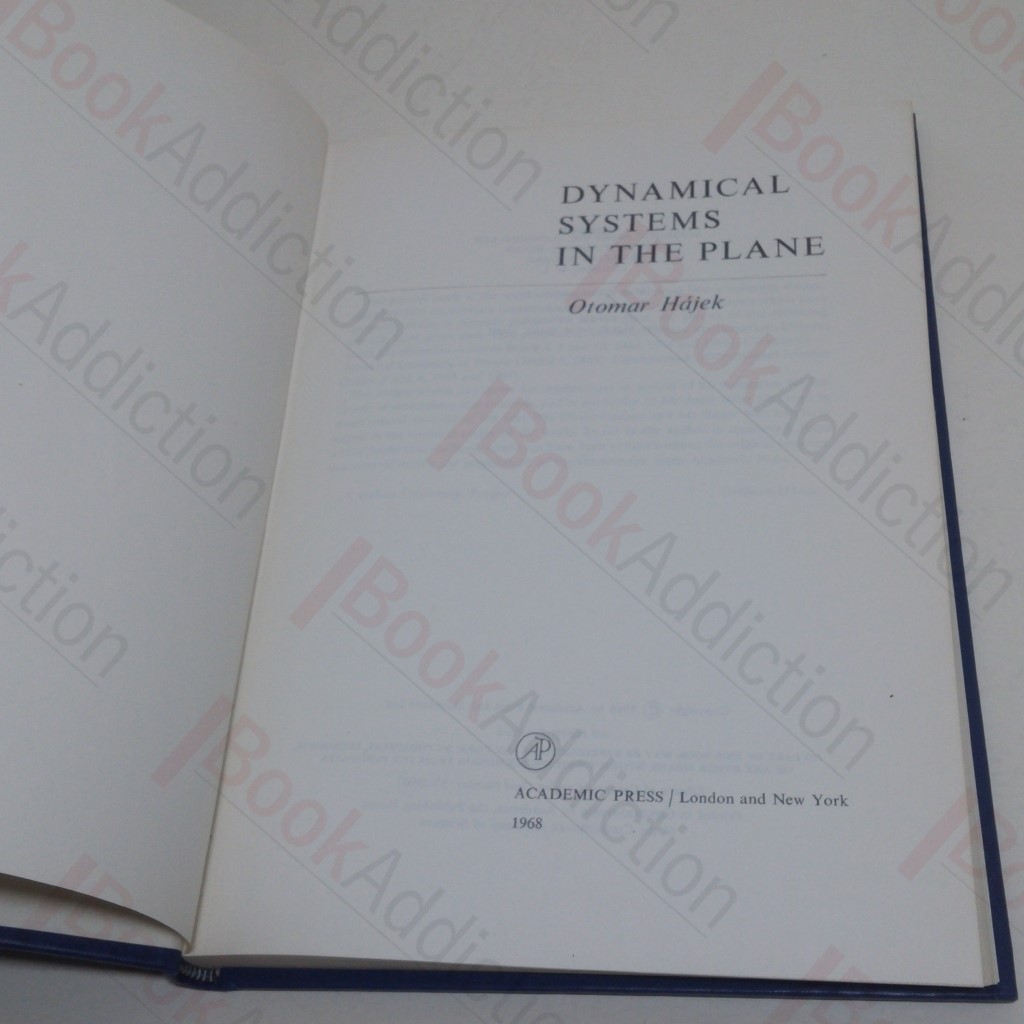 DYNAMICAL
SYSTEMS
IN THE PLANE
Otomar Hájek
AP
ACADEMIC PRESS / London and New York
1968
BookAddiction